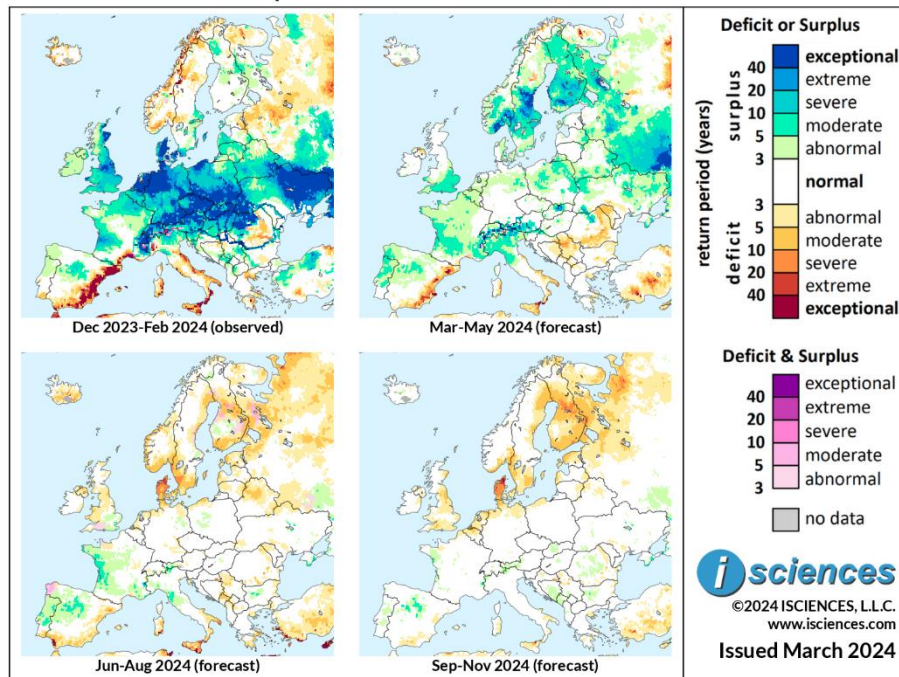 Dec 2023-Feb 2024 (observed)
Mar-May 2024 (forecast)
Jun-Aug 2024 (forecast)
Sep-Nov 2024 (forecast)
Deficit or Surplus
return period (years)
surplus
deficit
exceptional
40
extreme
20
severe
10
moderate
5
abnormal
3
normal
3
abnormal
5
moderate
10
severe
20
extreme
40
exceptional
Deficit & Surplus
exceptional
40
extreme
20
severe
10
moderate
5
abnormal
3
no data
i sciences
©2024 ISCIENCES, L.L.C.
www.isciences.com
Issued March 2024